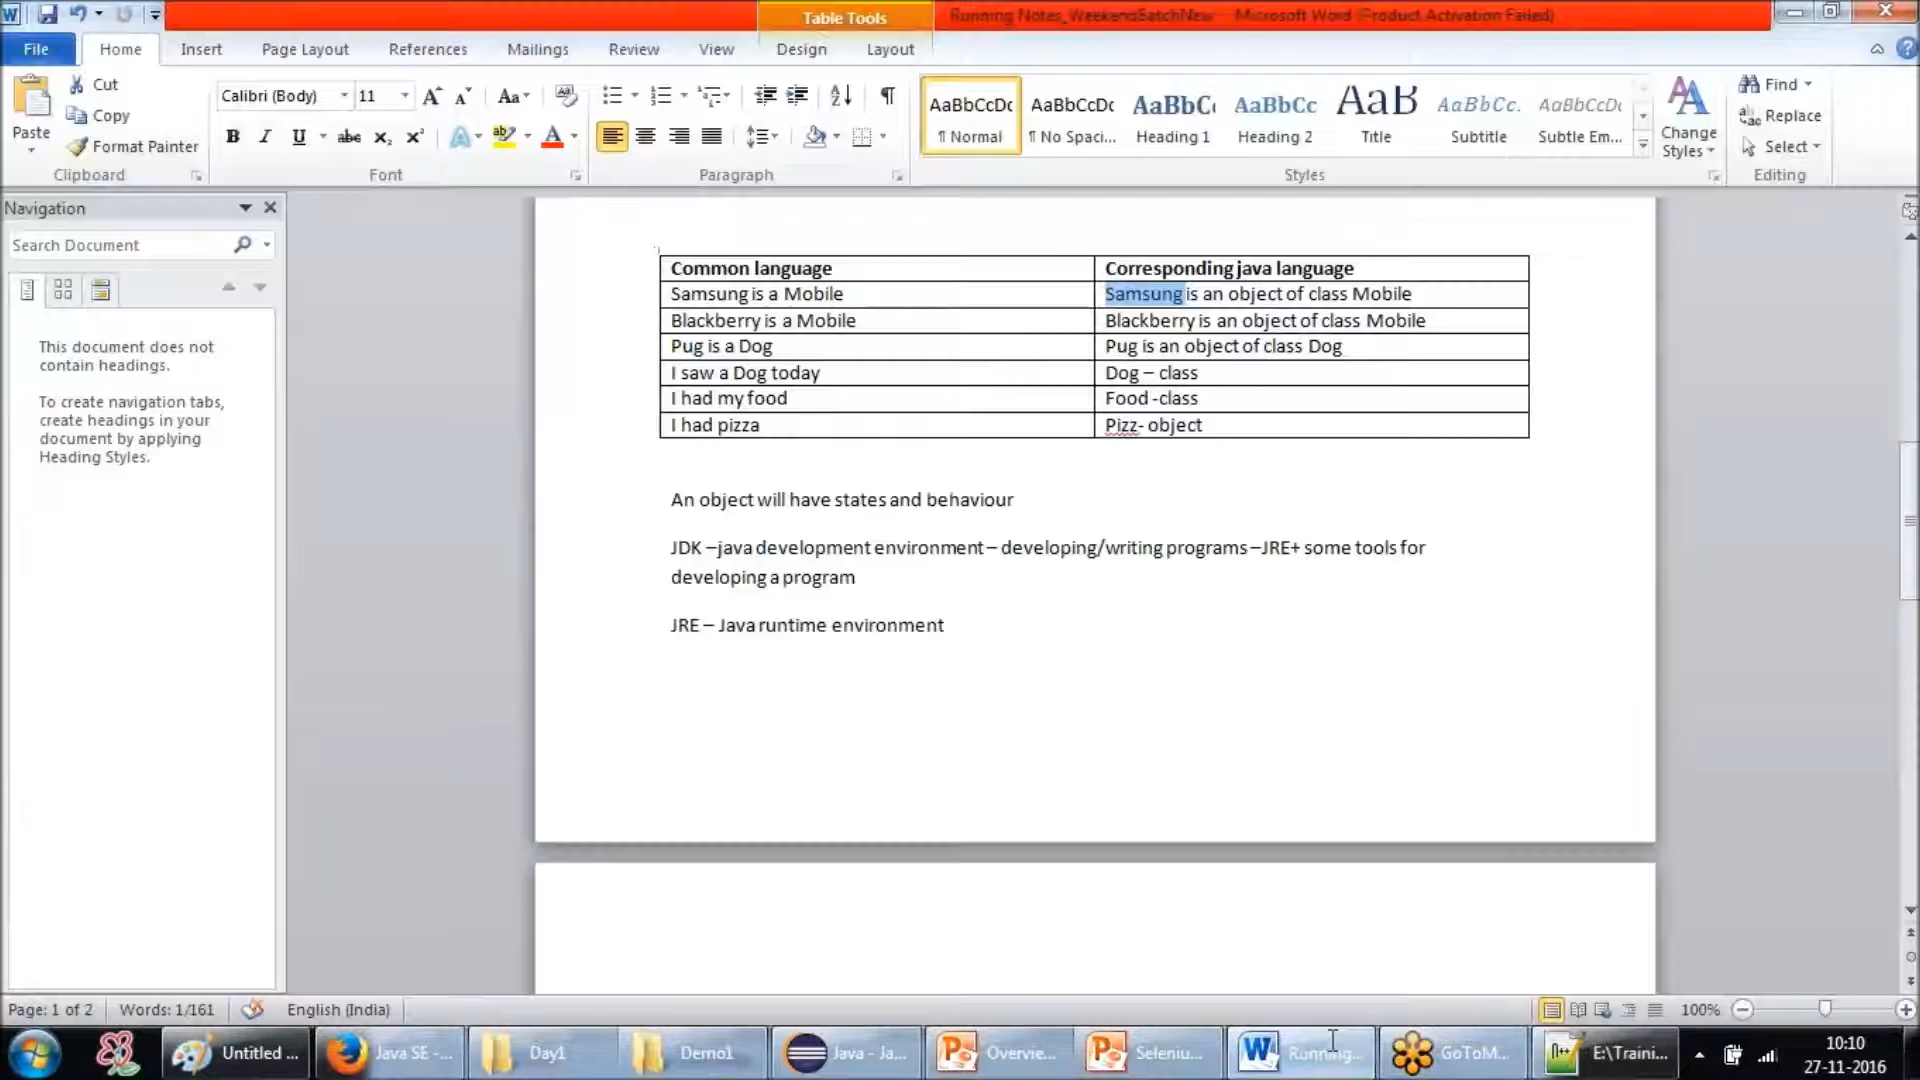 Table Tools
Running Notes_WeekendBatchNew - Microsoft Word (Product Activation Failed)
File Home Insert Page Layout References Mailings Review View Design Layout
Cut
Copy
Format Painter
Paste
Clipboard
Calibri (Body) 11
Font
Paragraph
AaBbCcDc AaBbCcDc AaBbC AaBbCc AaB AaBbCc. AaBbCcDc
¶ Normal ¶ No Spaci... Heading 1 Heading 2 Title Subtitle Subtle Em...
Change Styles
Styles
Find
Replace
Select
Editing
Navigation
Search Document
This document does not
contain headings.
To create navigation tabs,
create headings in your
document by applying
Heading Styles.
Common language Corresponding java language
Samsung is a Mobile Samsung is an object of class Mobile
Blackberry is a Mobile Blackberry is an object of class Mobile
Pug is a Dog Pug is an object of class Dog
I saw a Dog today Dog – class
I had my food Food -class
I had pizza Pizz- object
An object will have states and behaviour
JDK –java development environment – developing/writing programs –JRE+ some tools for
developing a program
JRE – Java runtime environment
Page: 1 of 2 Words: 1/161 English (India) 100%
Untitled ... Java SE -... Day1 Demo1 Java - Ja... Overvie... Seleniu... Running... GoToM... E:\Traini...
10:10
27-11-2016